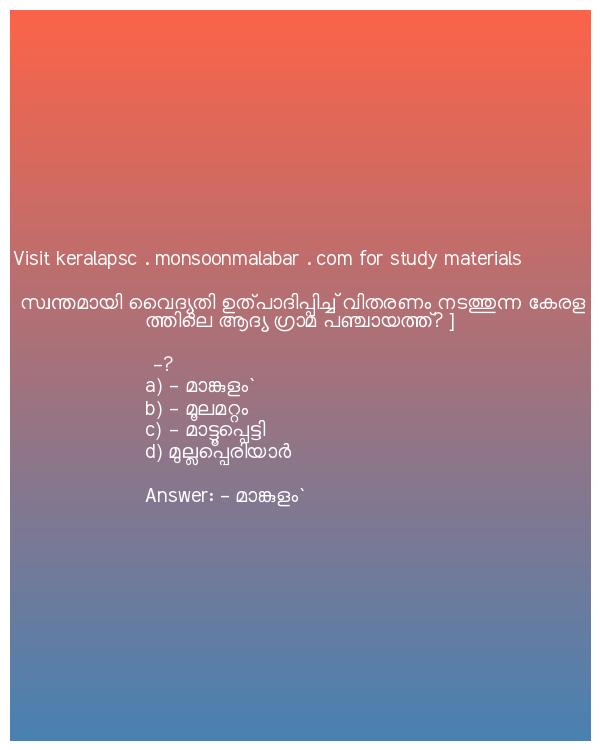 Visit keralapsc . monsoonmalabar . com for study materials
സ്വന്തമായി വൈദ്യുതി ഉത്പാദിപ്പിച്ച് വിതരണം നടത്തുന്ന കേരള
ത്തിലെ ആദ്യ ഗ്രാമ പഞ്ചായത്ത്? ]
-?
a) - മാങ്കുളം`
b) - മൂലമറ്റം
c) - മാട്ടൂപ്പെട്ടി
d) മുല്ലപ്പെരിയാർ
Answer: - മാങ്കുളം`